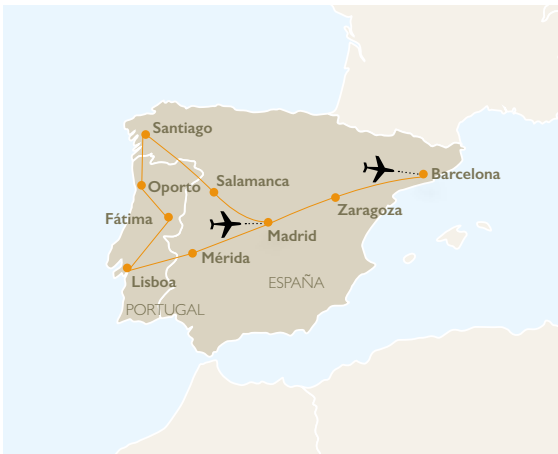 Santiago
Barcelona
Salamanca
Oporto
Zaragoza
Fátima
Madrid
Mérida
Lisboa
ESPAÑA
PORTUGAL